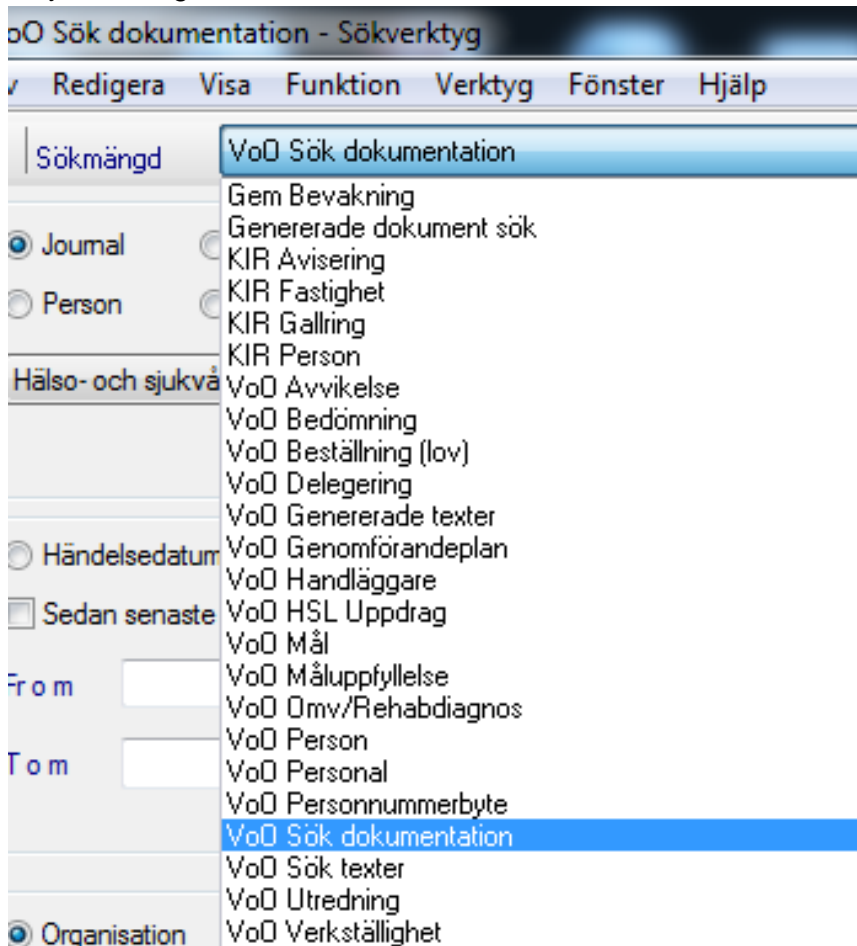 oO Sök dokumentation - Sökverktyg
v Redigera Visa Funktion Verktyg Fönster Hjälp
Sökmängd VoO Sök dokumentation
Gem Bevakning
Genererade dokument sök
Journal
KIR Avisering
KIR Fastighet
Person
KIR Gallring
KIR Person
Hälso- och sjukvå
VoO Avvikelse
VoO Bedömning
VoO Beställning (lov)
VoO Delegering
VoO Genererade texter
Händelsedatum
VoO Genomförandeplan
VoO Handläggare
Sedan senaste
VoO HSL Uppdrag
VoO Mål
Fr o m
VoO Måluppfyllelse
VoO Omv/Rehabdiagnos
VoO Person
T o m
VoO Personal
VoO Personnummerbyte
VoO Sök dokumentation
VoO Sök texter
VoO Utredning
Organisation
VoO Verkställighet